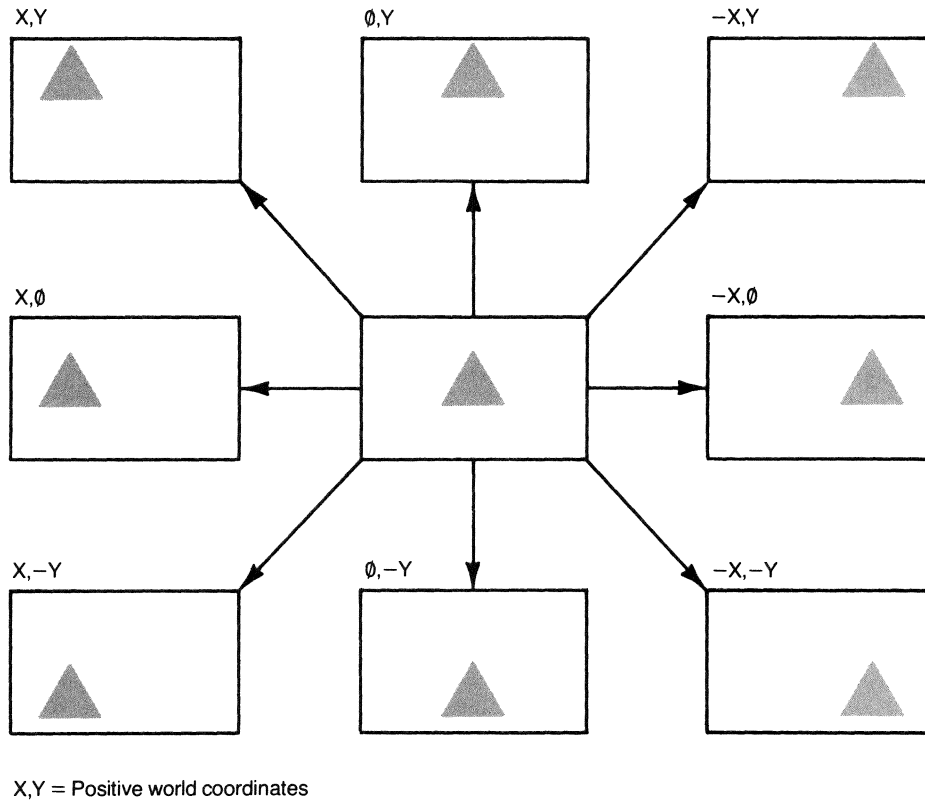 X,Y
∅,Y
−X,Y
X,∅
−X,∅
X,−Y
∅,−Y
−X,−Y
X,Y = Positive world coordinates